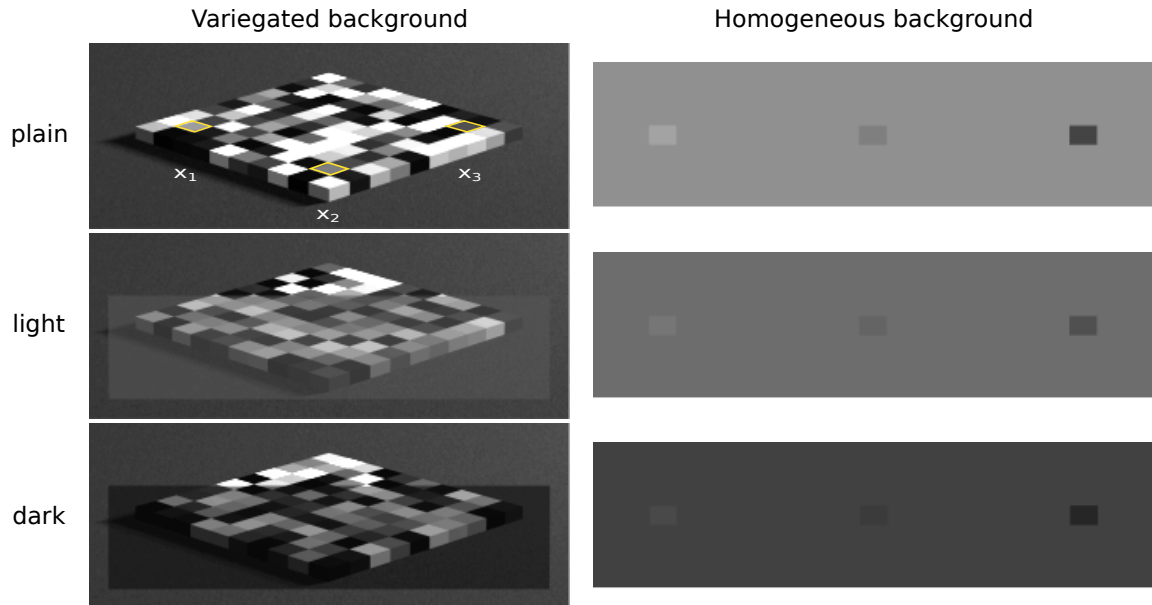 Variegated background
Homogeneous background
plain
x₁
x₂
x₃
light
dark